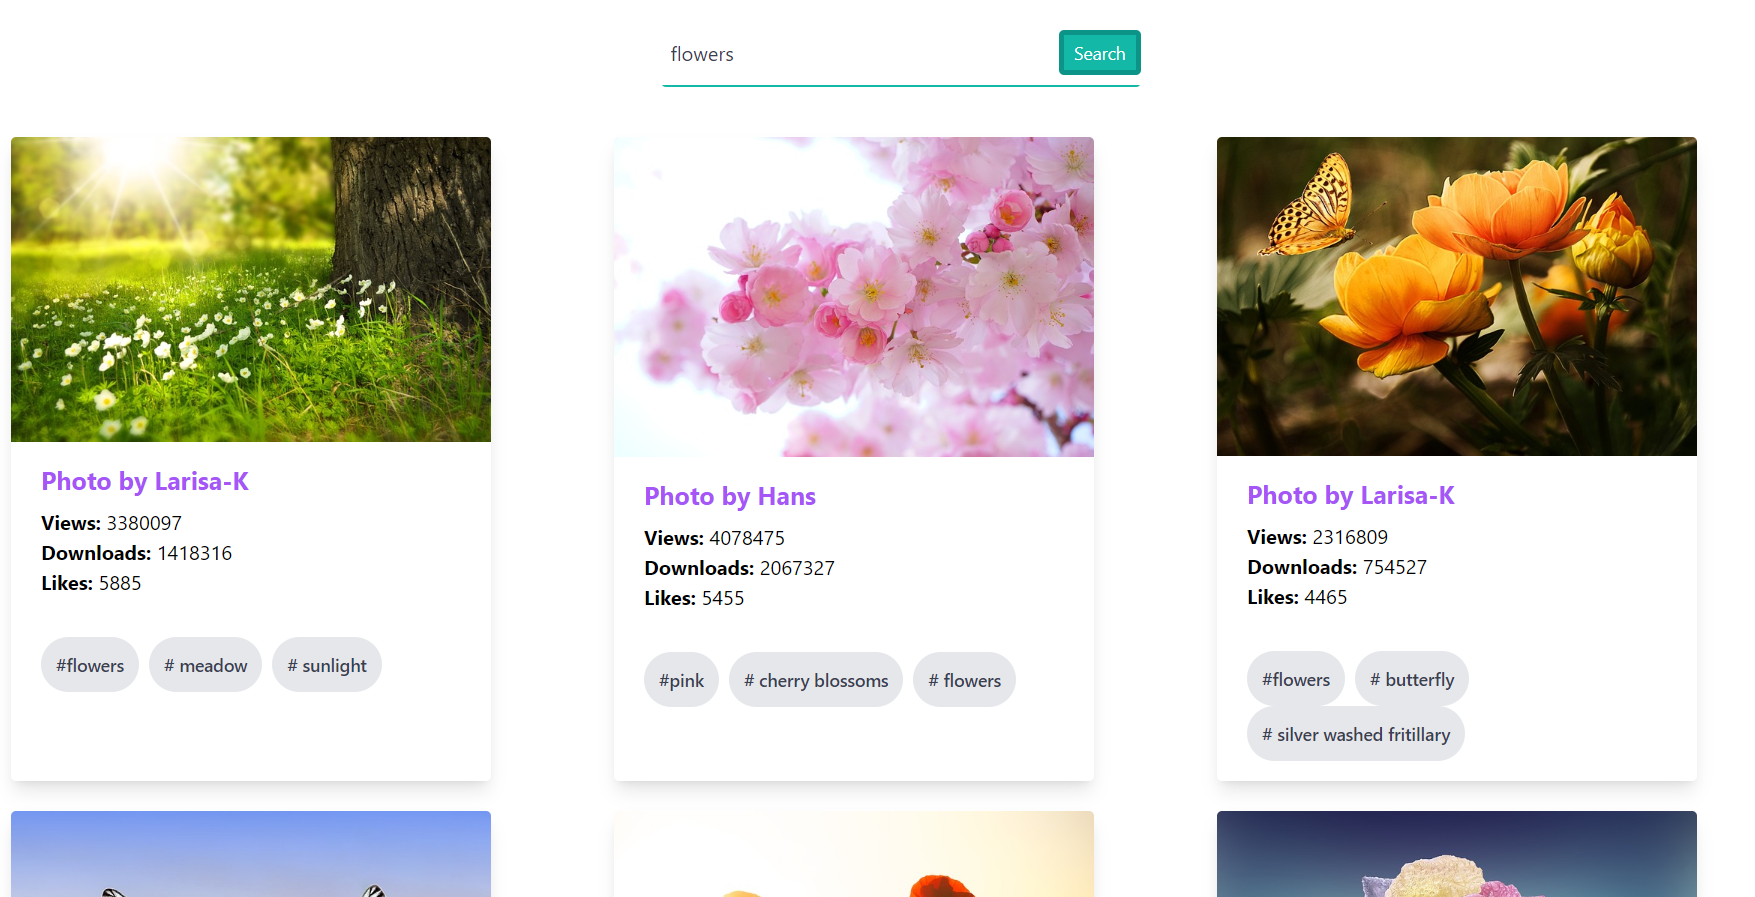 flowers
Search
Photo by Larisa-K
Views: 3380097
Downloads: 1418316
Likes: 5885
#flowers
# meadow
# sunlight
Photo by Hans
Views: 4078475
Downloads: 2067327
Likes: 5455
#pink
# cherry blossoms
# flowers
Photo by Larisa-K
Views: 2316809
Downloads: 754527
Likes: 4465
#flowers
# butterfly
# silver washed fritillary